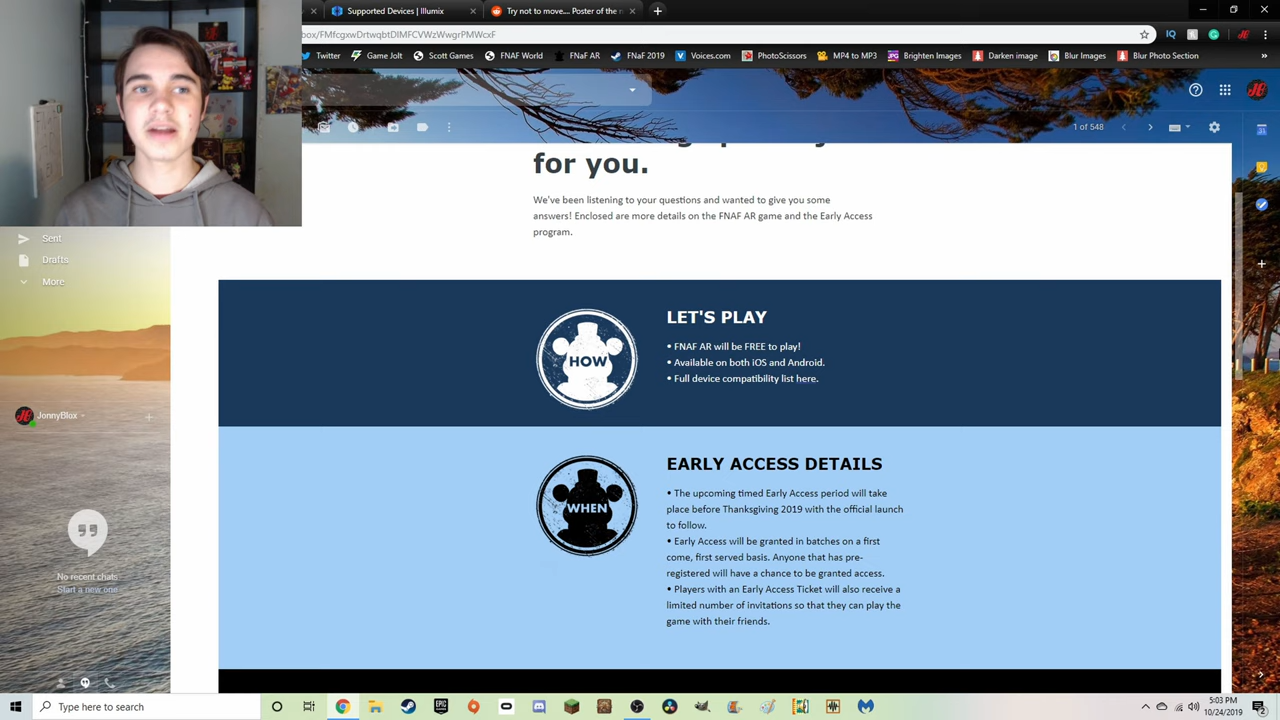 Supported Devices | Illumix
Try not to move.... Poster of the n
box/FMfcgxwDrtwqbtDlMFCVWzWwgrPMWcxF
Twitter
Game Jolt
Scott Games
FNAF World
FNAF AR
FNaF 2019
Voices.com
PhotoScissors
MP4 to MP3
Brighten Images
Darken image
Blur Images
Blur Photo Section
1 of 548
for you.
We've been listening to your questions and wanted to give you some
answers! Enclosed are more details on the FNAF AR game and the Early Access
program.
Sent
Drafts
More
HOW
LET'S PLAY
• FNAF AR will be FREE to play!
• Available on both iOS and Android.
• Full device compatibility list here.
JonnyBlox
WHEN
EARLY ACCESS DETAILS
• The upcoming timed Early Access period will take
place before Thanksgiving 2019 with the official launch
to follow.
• Early Access will be granted in batches on a first
come, first served basis. Anyone that has pre-
registered will have a chance to be granted access.
• Players with an Early Access Ticket will also receive a
limited number of invitations so that they can play the
game with their friends.
No recent chats
Start a new one
Type here to search
EPIC
5:03 PM
10/24/2019